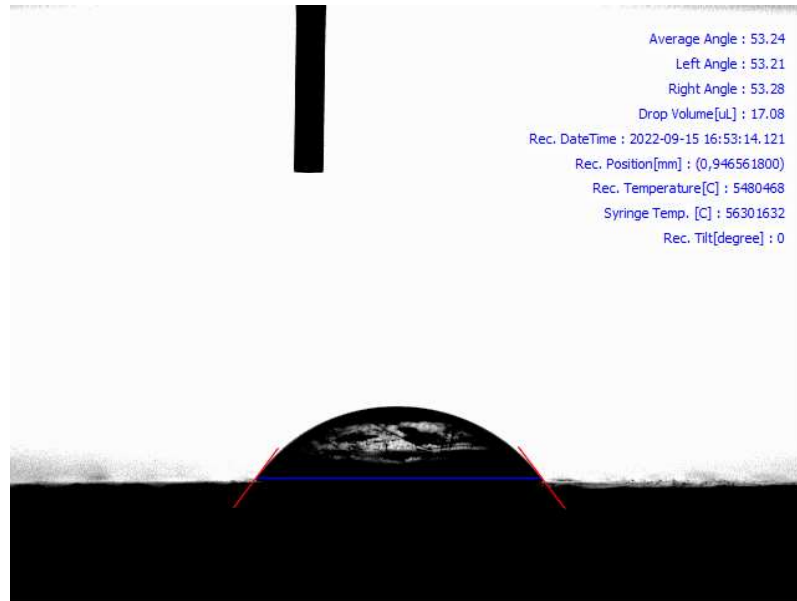 Average Angle : 53.24
Left Angle : 53.21
Right Angle : 53.28
Drop Volume[uL] : 17.08
Rec. DateTime : 2022-09-15 16:53:14.121
Rec. Position[mm] : (0,946561800)
Rec. Temperature[C] : 5480468
Syringe Temp. [C] : 56301632
Rec. Tilt[degree] : 0